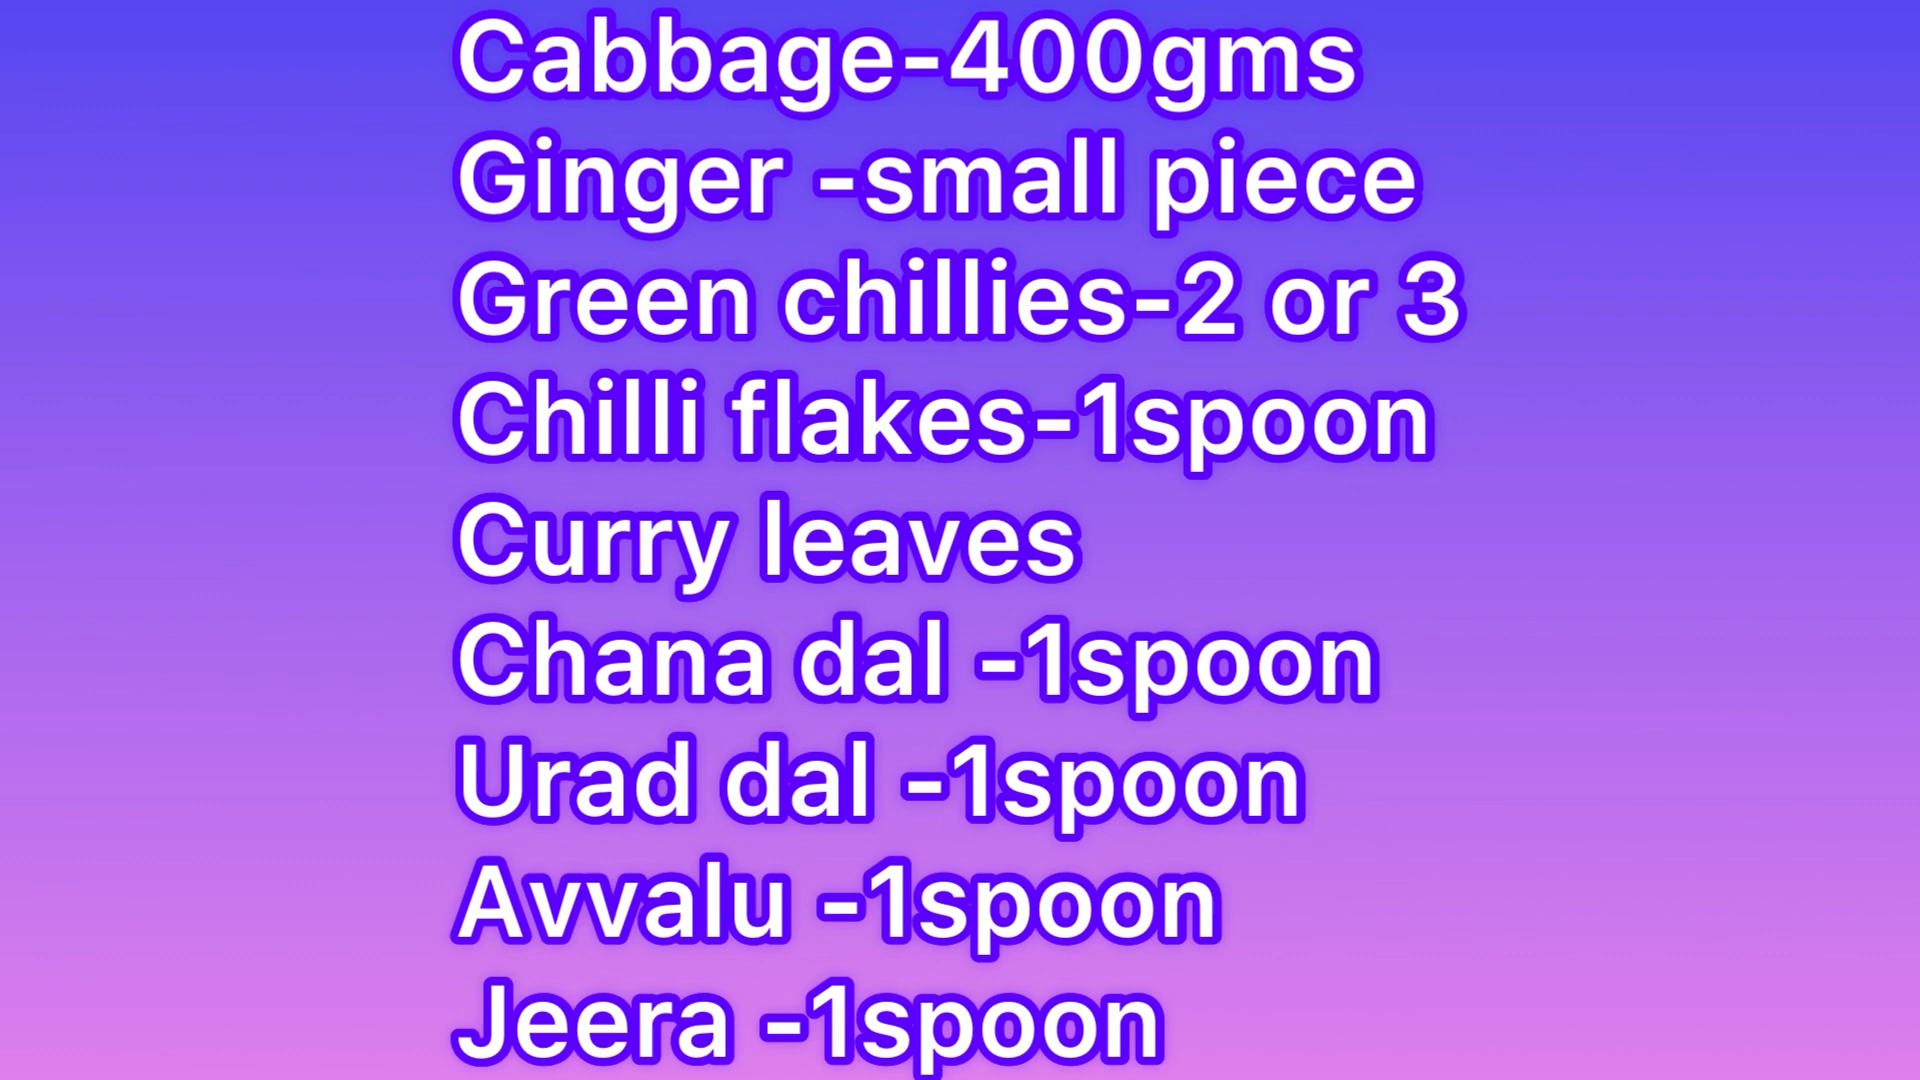 Cabbage-400gms
Ginger -small piece
Green chillies-2 or 3
Chilli flakes-1spoon
Curry leaves
Chana dal -1spoon
Urad dal -1spoon
Avvalu -1spoon
Jeera -1spoon